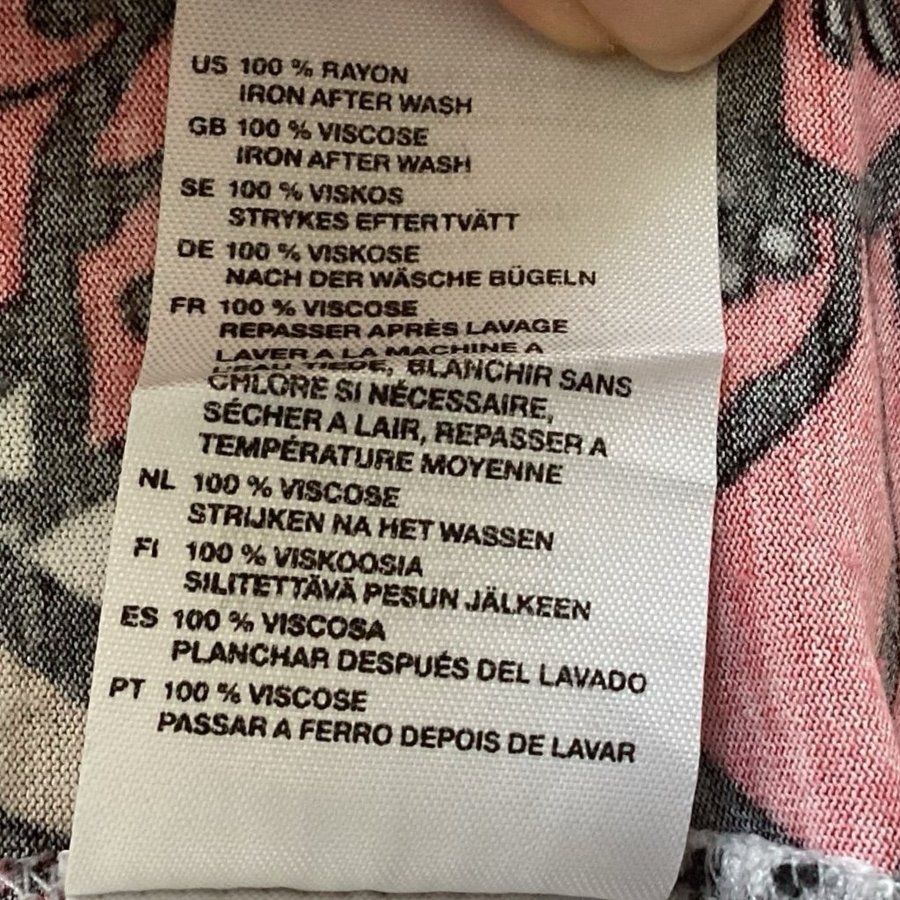 US 100 % RAYON
IRON AFTER WASH
GB 100 % VISCOSE
IRON AFTER WASH
SE 100 % VISKOS
STRYKES EFTER TVÄTT
DE 100 % VISKOSE
NACH DER WÄSCHE BÜGELN
FR 100 % VISCOSE
REPASSER APRÈS LAVAGE
LAVER A LA MACHINE A
L'EAU TIEDE, BLANCHIR SANS
CHLORE SI NÉCESSAIRE,
SÉCHER A LAIR, REPASSER A
TEMPÉRATURE MOYENNE
NL 100 % VISCOSE
STRIJKEN NA HET WASSEN
FI 100 % VISKOOSIA
SILITETTÄVÄ PESUN JÄLKEEN
ES 100 % VISCOSA
PLANCHAR DESPUÉS DEL LAVADO
PT 100 % VISCOSE
PASSAR A FERRO DEPOIS DE LAVAR